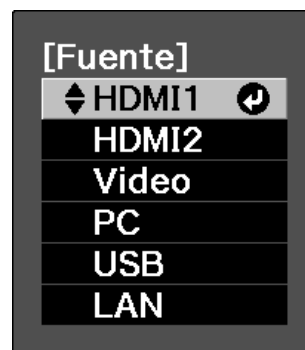 [Fuente]
HDMI1
HDMI2
Video
PC
USB
LAN